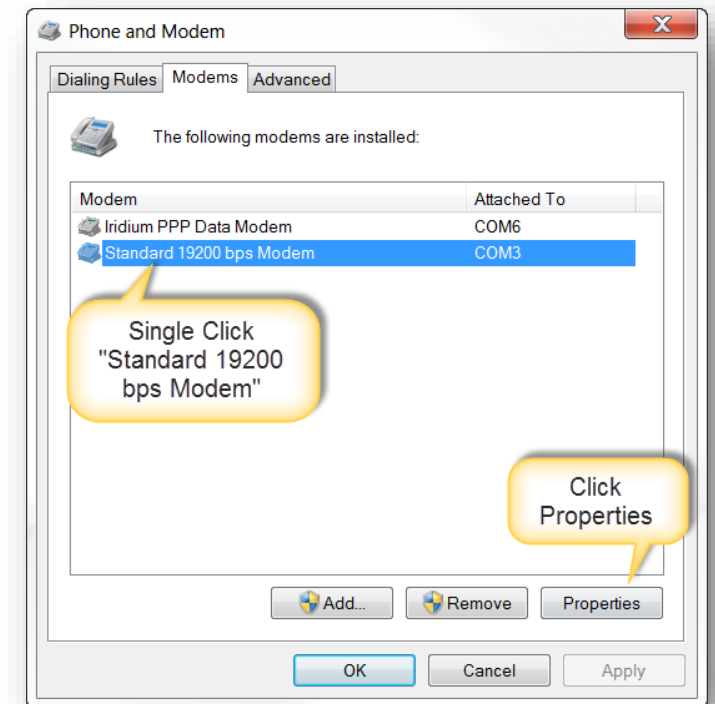 Phone and Modem
Dialing Rules Modems Advanced
The following modems are installed:
Modem Attached To
Iridium PPP Data Modem COM6
Standard 19200 bps Modem COM3
Single Click
"Standard 19200
bps Modem"
Click
Properties
Add... Remove Properties
OK Cancel Apply